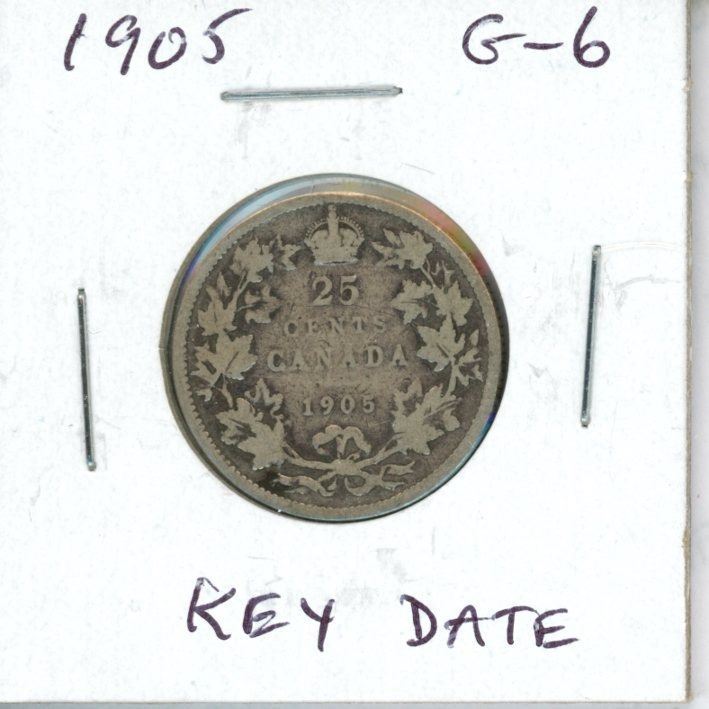 1905 G-6
25
CENTS
CANADA
1905
KEY DATE